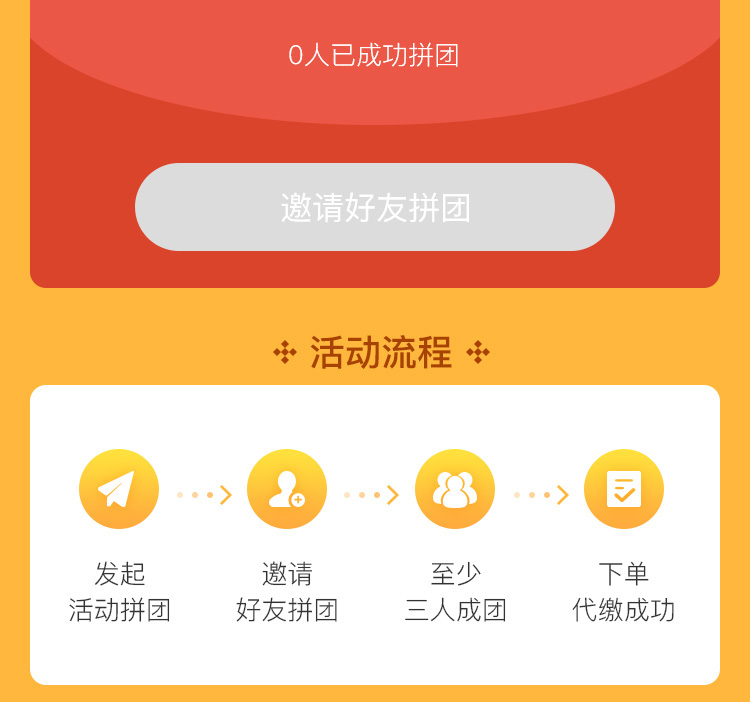 0人已成功拼团
邀请好友拼团
活动流程
发起
活动拼团
邀请
好友拼团
至少
三人成团
下单
代缴成功